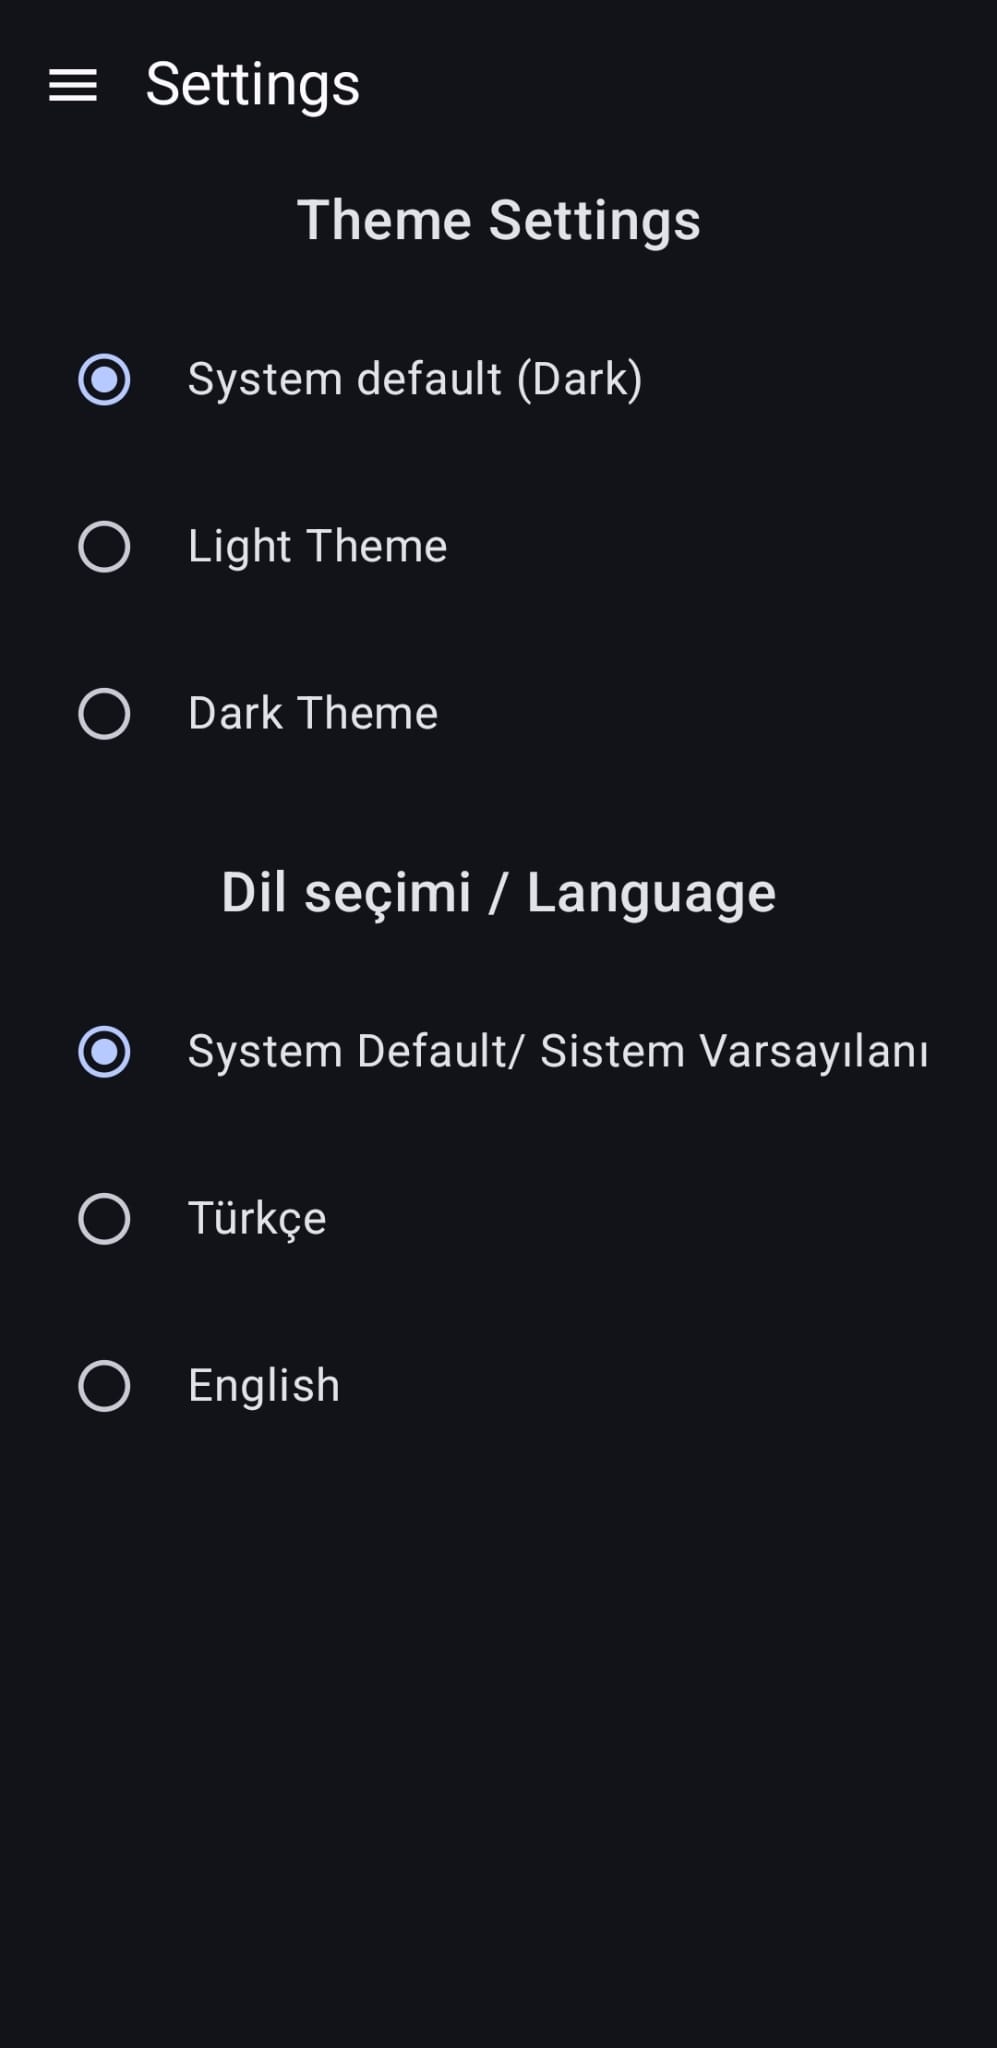 Settings
Theme Settings
System default (Dark)
Light Theme
Dark Theme
Dil seçimi / Language
System Default/ Sistem Varsayılanı
Türkçe
English